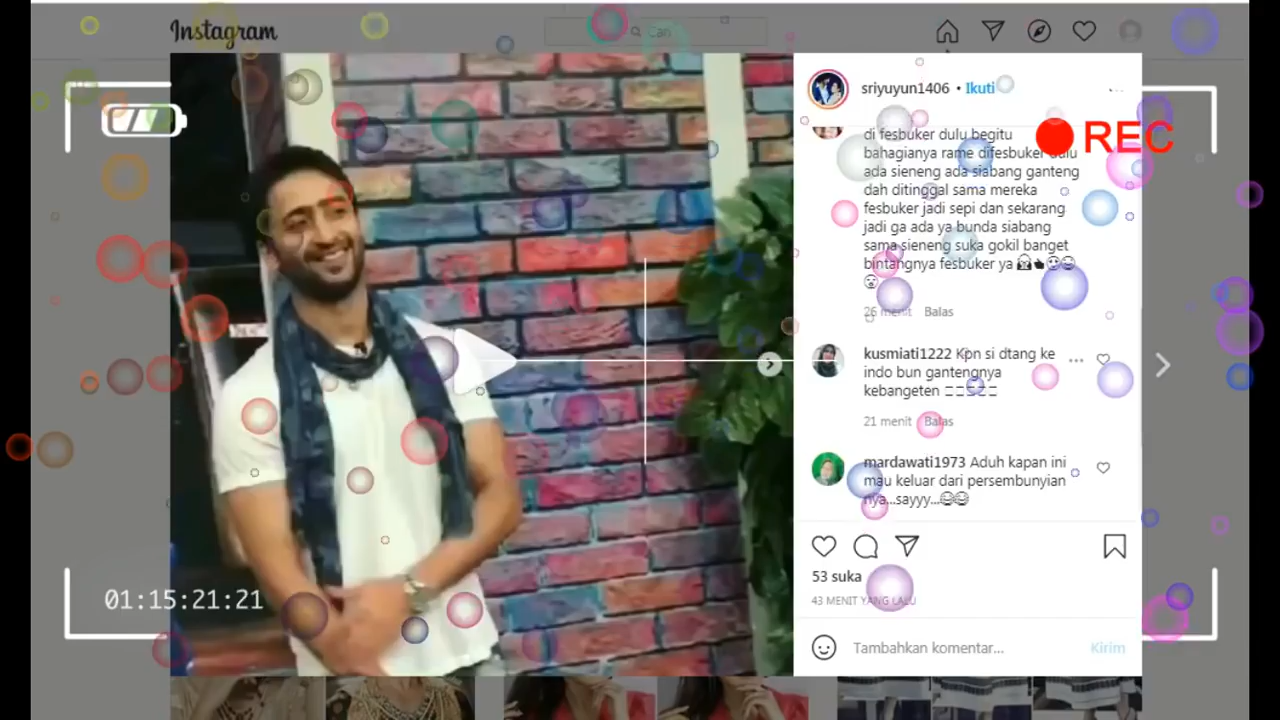 Instagram
Cari
sriyuyun1406 • Ikuti
REC
di fesbuker dulu begitu
bahagianya rame difesbuker dulu
ada sieneng ada siabang ganteng
dah ditinggal sama mereka
fesbuker jadi sepi dan sekarang
jadi ga ada ya bunda siabang
sama sieneng suka gokil banget
bintangnya fesbuker ya
26 menit Balas
kusmiati1222 Kpn si dtang ke
indo bun gantengnya
kebangeten
21 menit Balas
mardawati1973 Aduh kapan ini
mau keluar dari persembunyian
nya...sayyy...
53 suka
43 MENIT YANG LALU
01:15:21:21
Tambahkan komentar...
Kirim